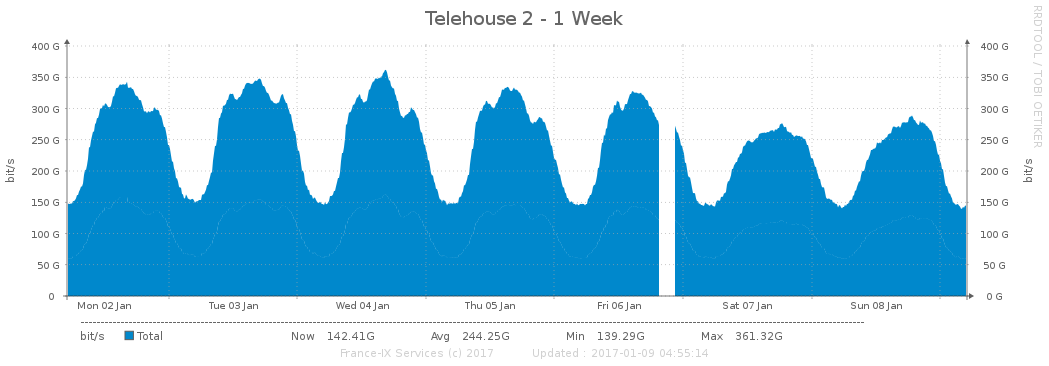 Telehouse 2 - 1 Week
RRDTOOL / TOBI OETIKER
bit/s
400 G
350 G
300 G
250 G
200 G
150 G
100 G
50 G
0
400 G
350 G
300 G
250 G
200 G
150 G
100 G
50 G
0 G
bit/s
Mon 02 Jan Tue 03 Jan Wed 04 Jan Thu 05 Jan Fri 06 Jan Sat 07 Jan Sun 08 Jan
bit/s Total Now 142.41G Avg 244.25G Min 139.29G Max 361.32G
France-IX Services (c) 2017 Updated : 2017-01-09 04:55:14